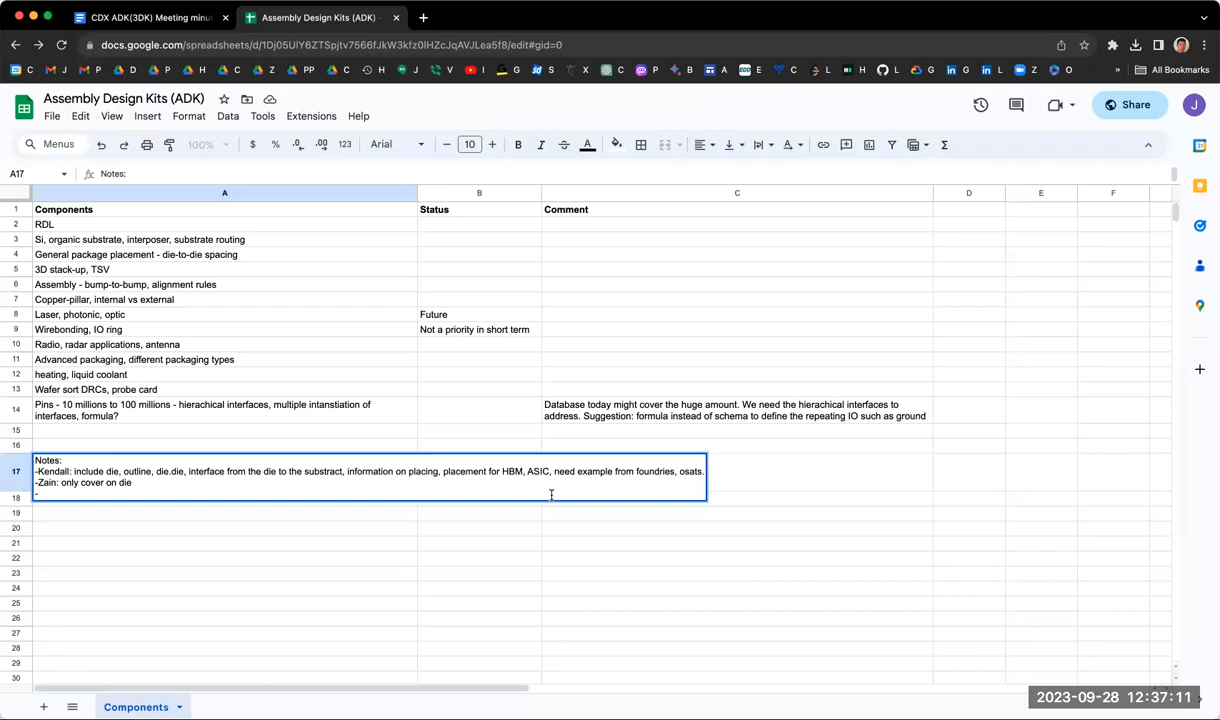 CDX ADK(3DK) Meeting minut
Assembly Design Kits (ADK) -
docs.google.com/spreadsheets/d/1Dj05UlY6ZTSpjtv7566fJkW3kfz0lHZcJqAVJLea5f8/edit#gid=0
C M J M P D P H C Z PP C H J V I G S X C P B A E C L H L G G L Z O » All Bookmarks
Assembly Design Kits (ADK)
File Edit View Insert Format Data Tools Extensions Help
Share
J
Menus 100% $ % .0 .00 123 Arial 10 B I A Σ
A17 fx Notes:
A B C D E F
1 Components Status Comment
2 RDL
3 Si, organic substrate, interposer, substrate routing
4 General package placement - die-to-die spacing
5 3D stack-up, TSV
6 Assembly - bump-to-bump, alignment rules
7 Copper-pillar, internal vs external
8 Laser, photonic, optic Future
9 Wirebonding, IO ring Not a priority in short term
10 Radio, radar applications, antenna
11 Advanced packaging, different packaging types
12 heating, liquid coolant
13 Wafer sort DRCs, probe card
Pins - 10 millions to 100 millions - hierachical interfaces, multiple intanstiation of Database today might cover the huge amount. We need the hierachical interfaces to
14 interfaces, formula? address. Suggestion: formula instead of schema to define the repeating IO such as ground
15
16
Notes:
17 -Kendall: include die, outline, die.die, interface from the die to the substract, information on placing, placement for HBM, ASIC, need example from foundries, osats.
-Zain: only cover on die
18 -
19
20
21
22
23
24
25
26
27
28
29
30
2023-09-28 12:37:11
Components